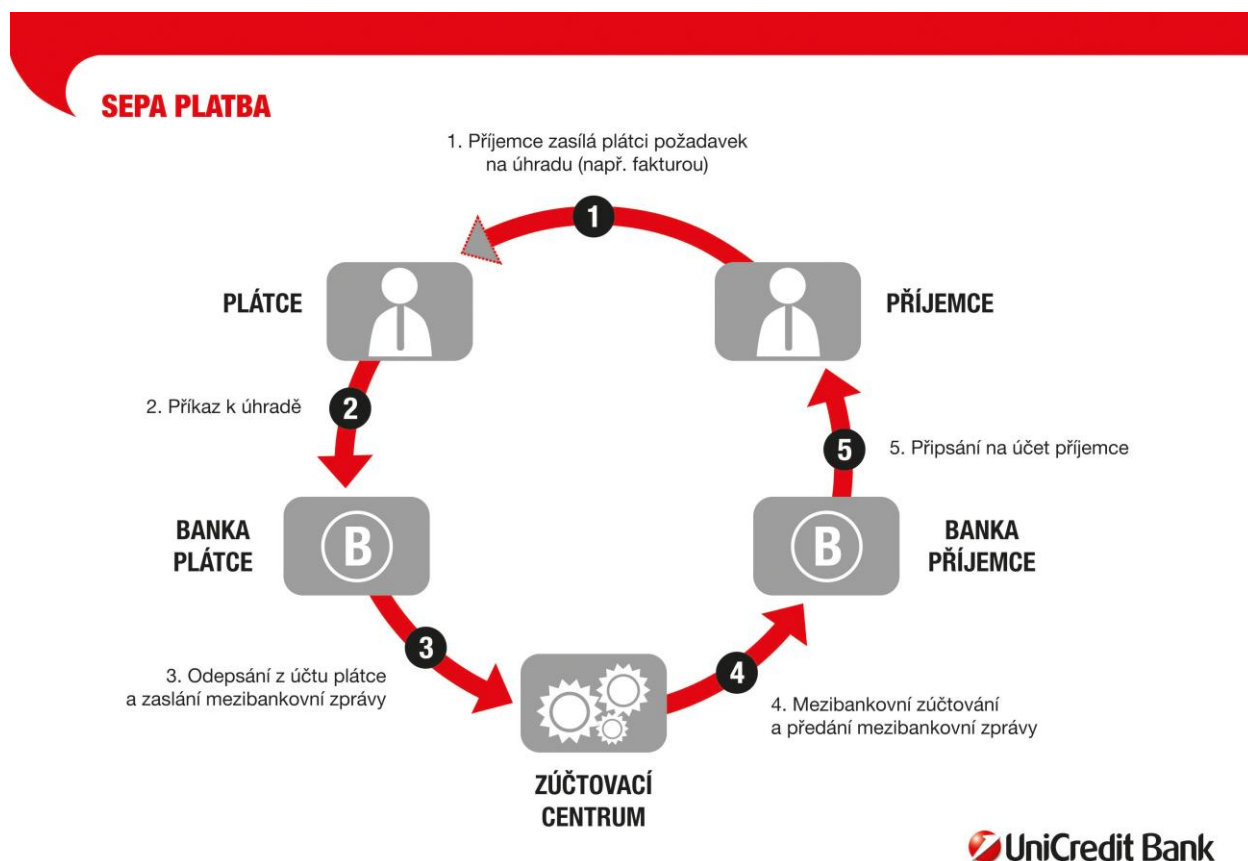 SEPA PLATBA
1. Příjemce zasílá plátci požadavek
na úhradu (např. fakturou)
1
PLÁTCE
PŘÍJEMCE
2. Příkaz k úhradě
2
5
5. Připsání na účet příjemce
BANKA
PLÁTCE
B
B
BANKA
PŘÍJEMCE
3
3. Odepsání z účtu plátce
a zaslání mezibankovní zprávy
4
4. Mezibankovní zúčtování
a předání mezibankovní zprávy
ZÚČTOVACÍ
CENTRUM
UniCredit Bank